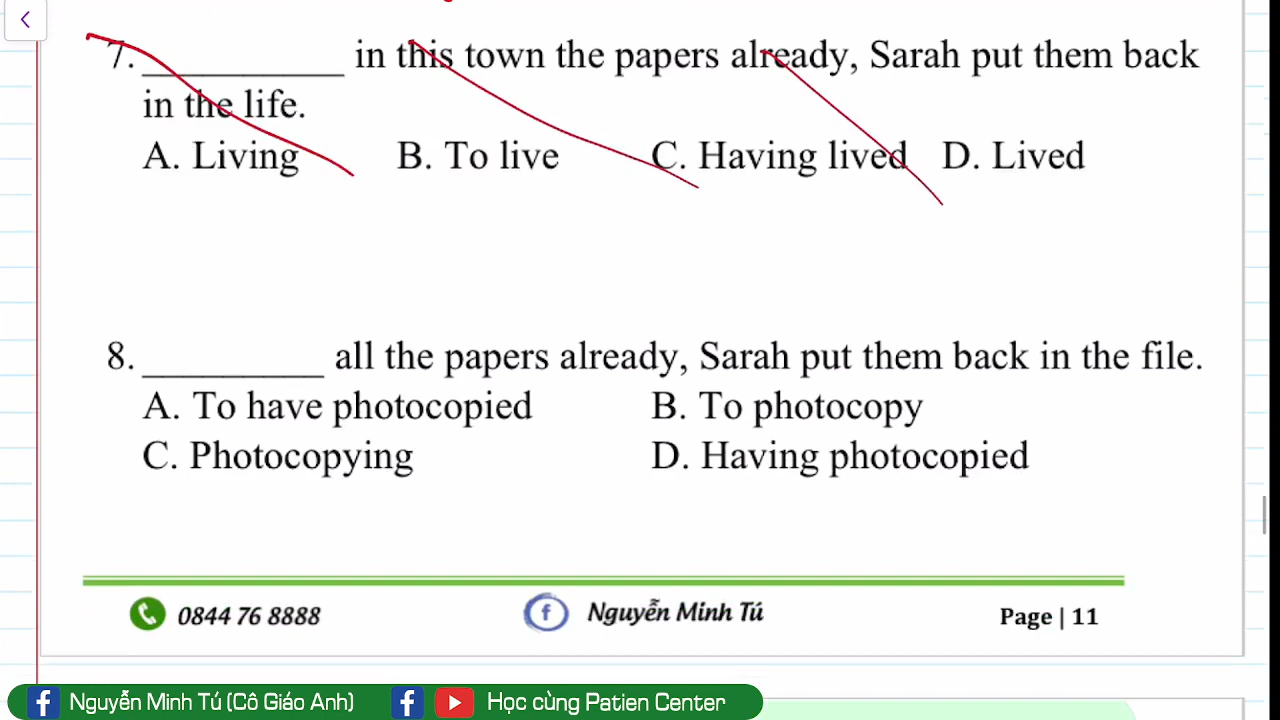 7. __________ in this town the papers already, Sarah put them back
in the life.
A. Living B. To live C. Having lived D. Lived
8. _________ all the papers already, Sarah put them back in the file.
A. To have photocopied B. To photocopy
C. Photocopying D. Having photocopied
0844 76 8888 Nguyễn Minh Tú Page | 11
Nguyễn Minh Tú (Cô Giáo Anh) Học cùng Patien Center